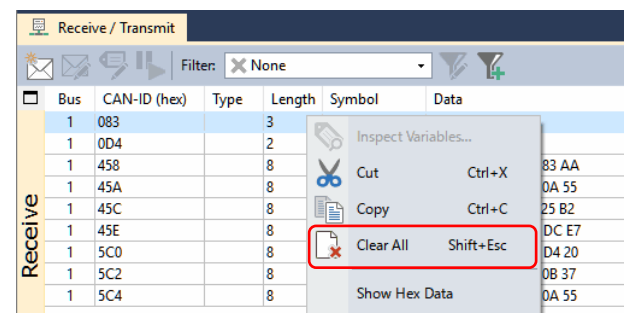 Receive / Transmit
Filter: None
Bus CAN-ID (hex) Type Length Symbol Data
1 083 3
1 0D4 2
1 458 8 83 AA
1 45A 8 0A 55
1 45C 8 25 B2
1 45E 8 DC E7
1 5C0 8 D4 20
1 5C2 8 0B 37
1 5C4 8 0A 55
Receive
Inspect Variables...
Cut Ctrl+X
Copy Ctrl+C
Clear All Shift+Esc
Show Hex Data